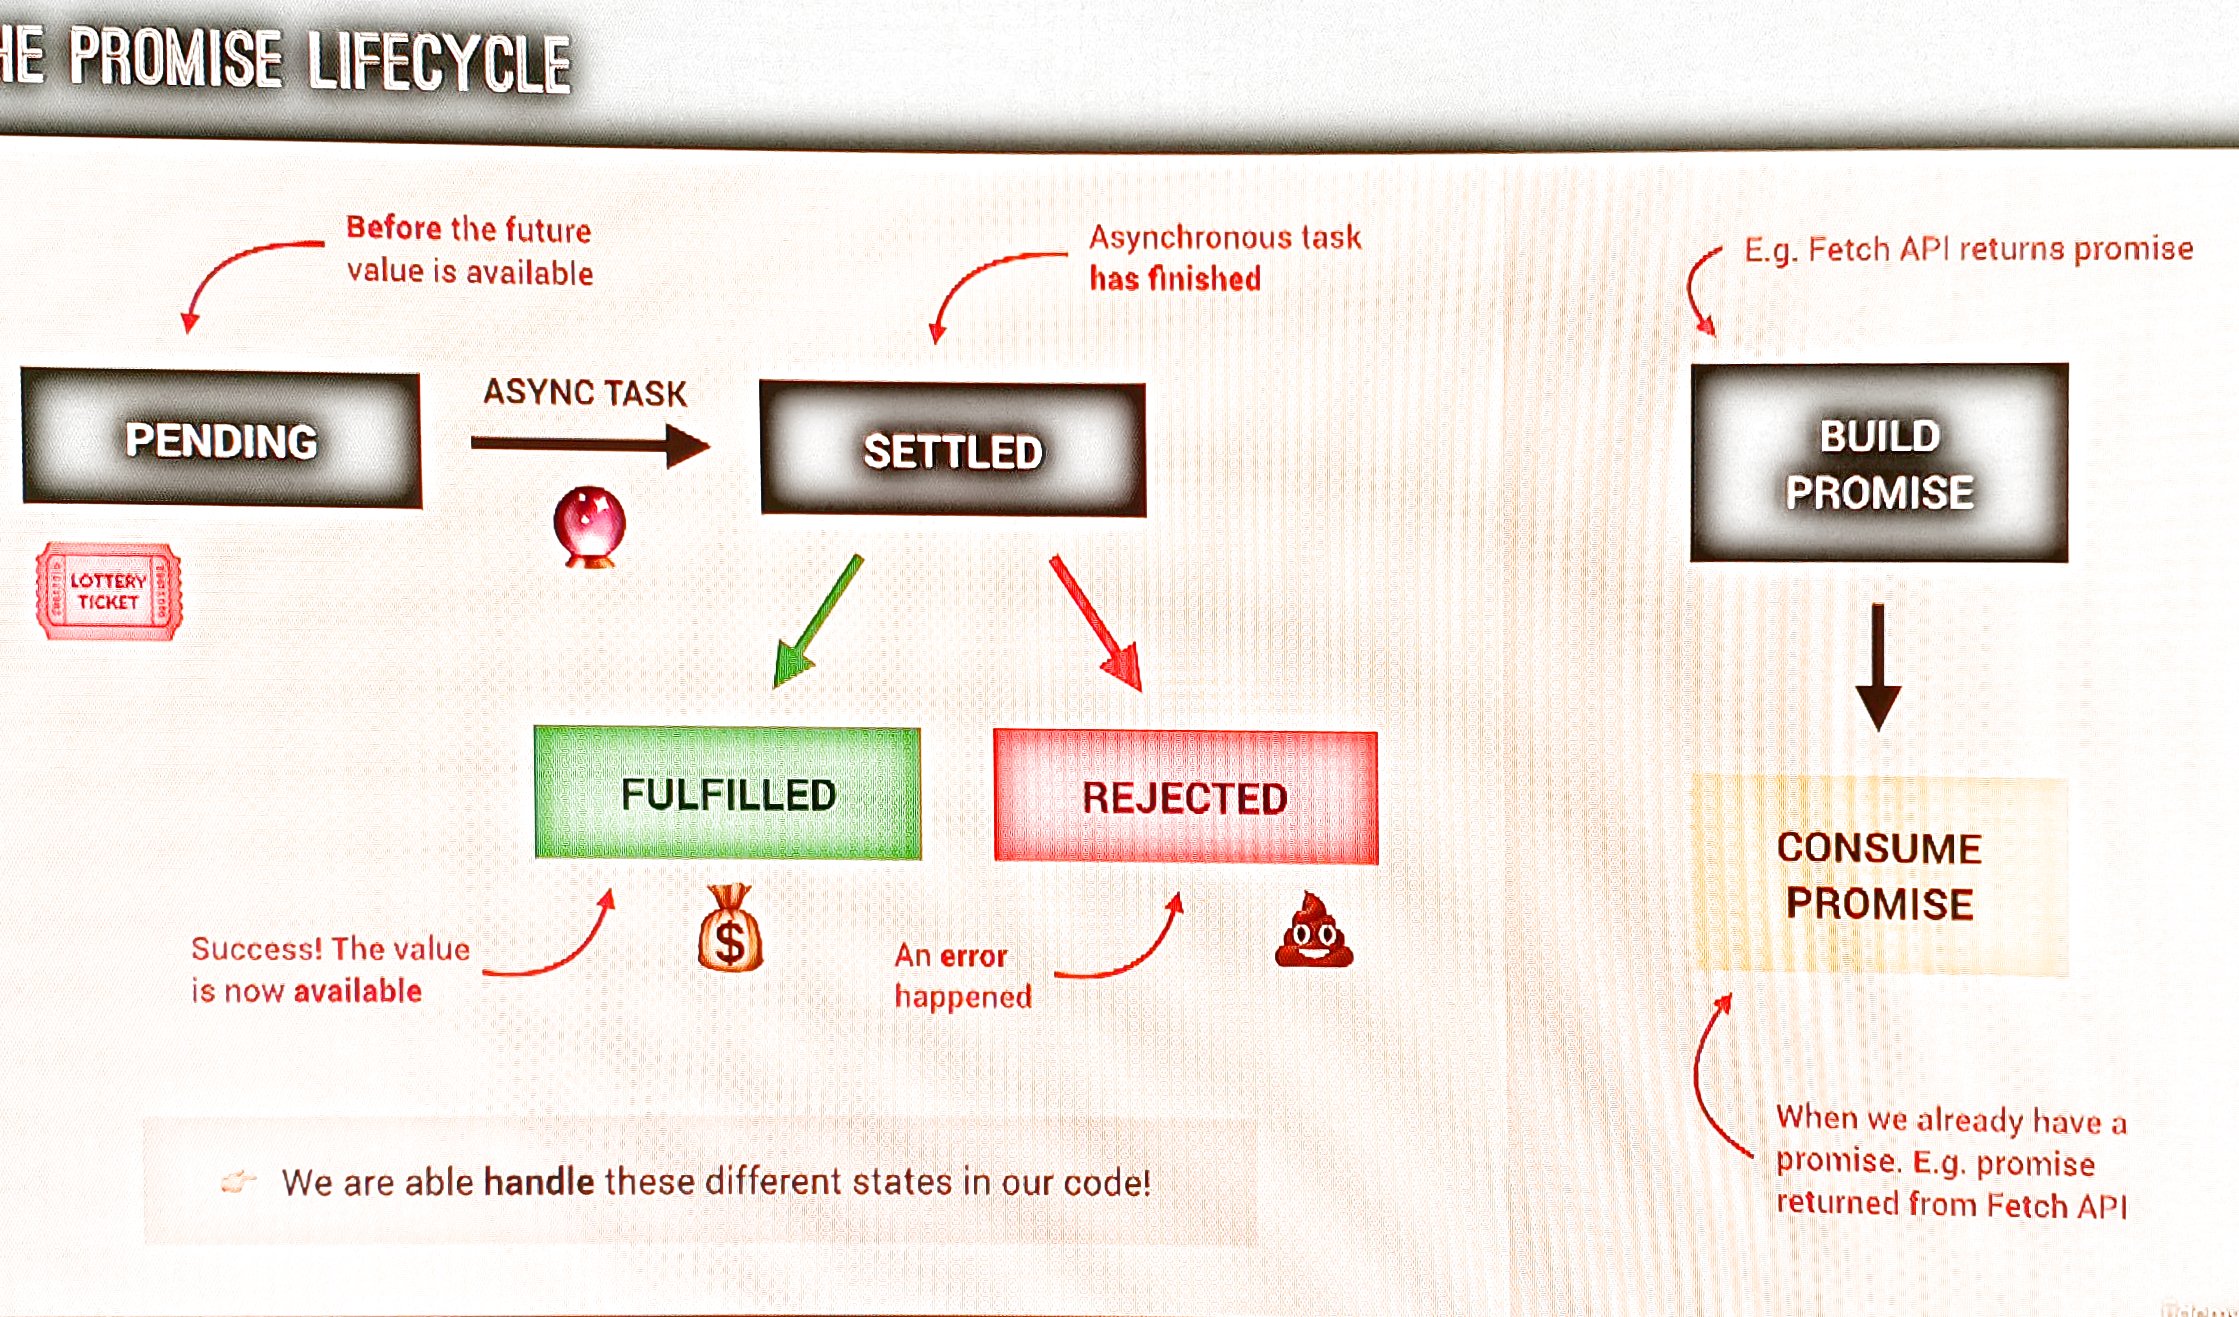 HE PROMISE LIFECYCLE
Before the future
value is available
Asynchronous task
has finished
E.g. Fetch API returns promise
PENDING
ASYNC TASK
SETTLED
BUILD
PROMISE
LOTTERY
TICKET
FULFILLED
REJECTED
CONSUME
PROMISE
$
Success! The value
is now available
An error
happened
When we already have a
promise. E.g. promise
returned from Fetch API
We are able handle these different states in our code!